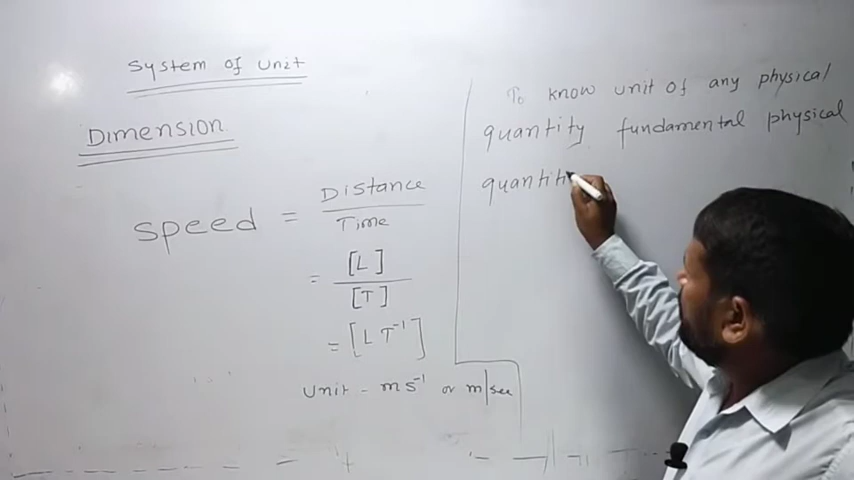 System of unit
DIMENSION
speed = Distance / Time
= [L] / [T]
= [L T⁻¹]
Unit - m s⁻¹ or m/sec
To know unit of any physical
quantity fundamental physical
quantiti